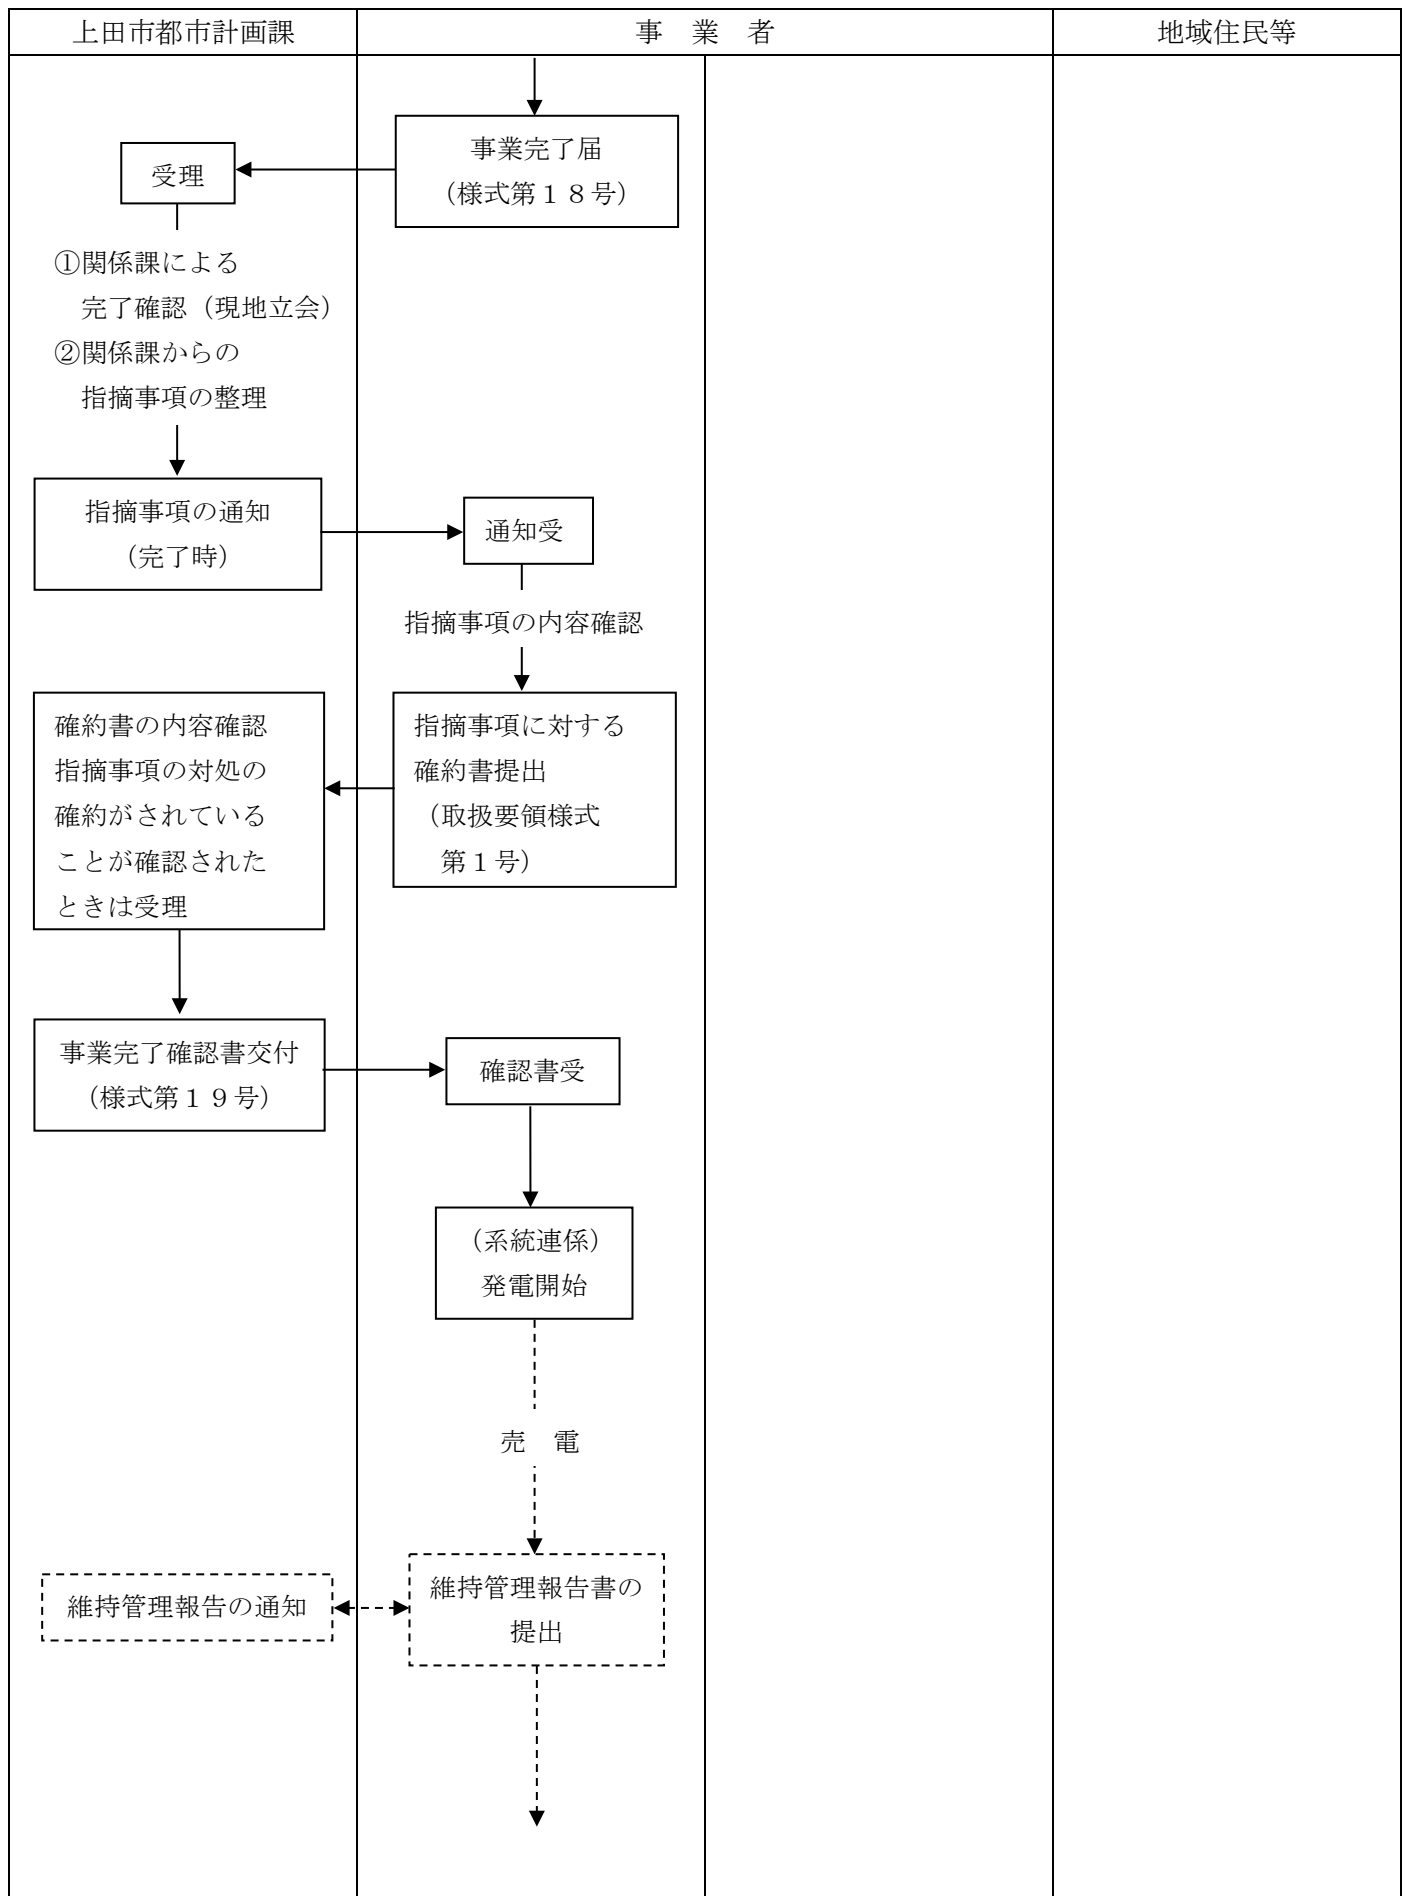 上田市都市計画課
事　業　者
地域住民等
事業完了届
（様式第１８号）
受理
①関係課による
完了確認（現地立会）
②関係課からの
指摘事項の整理
指摘事項の通知
（完了時）
通知受
指摘事項の内容確認
指摘事項に対する
確約書提出
（取扱要領様式
第１号）
確約書の内容確認
指摘事項の対処の
確約がされている
ことが確認された
ときは受理
事業完了確認書交付
（様式第１９号）
確認書受
（系統連係）
発電開始
売　電
維持管理報告書の
提出
維持管理報告の通知